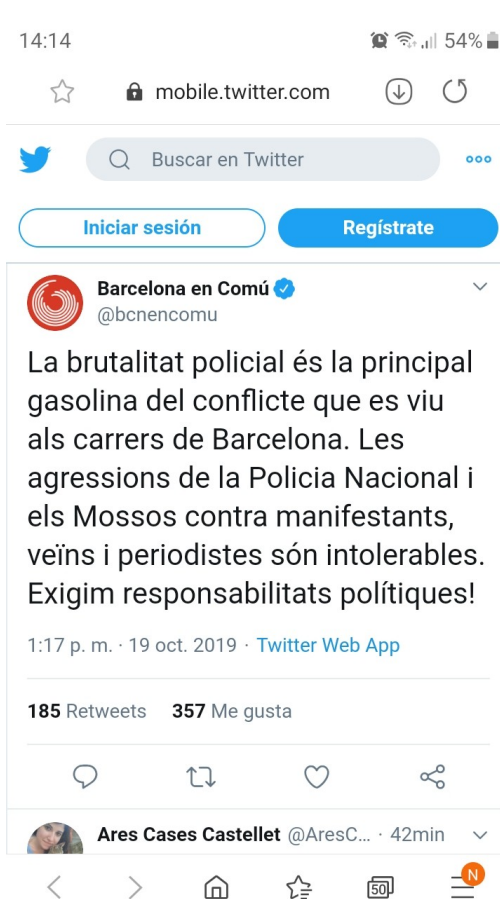 14:14
54%
mobile.twitter.com
Buscar en Twitter
Iniciar sesión
Regístrate
Barcelona en Comú
@bcnencomu
La brutalitat policial és la principal
gasolina del conflicte que es viu
als carrers de Barcelona. Les
agressions de la Policia Nacional i
els Mossos contra manifestants,
veïns i periodistes són intolerables.
Exigim responsabilitats polítiques!
1:17 p. m. · 19 oct. 2019 · Twitter Web App
185 Retweets 357 Me gusta
Ares Cases Castellet @AresC... · 42min
50
N